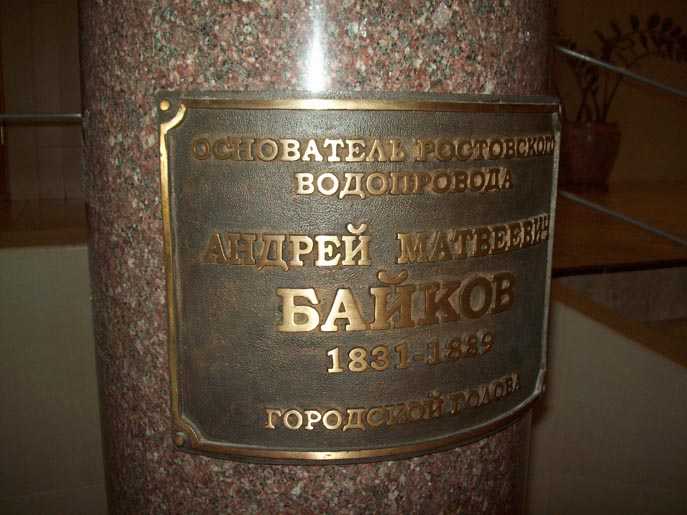 ОСНОВАТЕЛЬ РОСТОВСКОГО
ВОДОПРОВОДА
АНДРЕЙ МАТВЕЕВИЧ
БАЙКОВ
1831-1889
ГОРОДСКОЙ ГОЛОВА